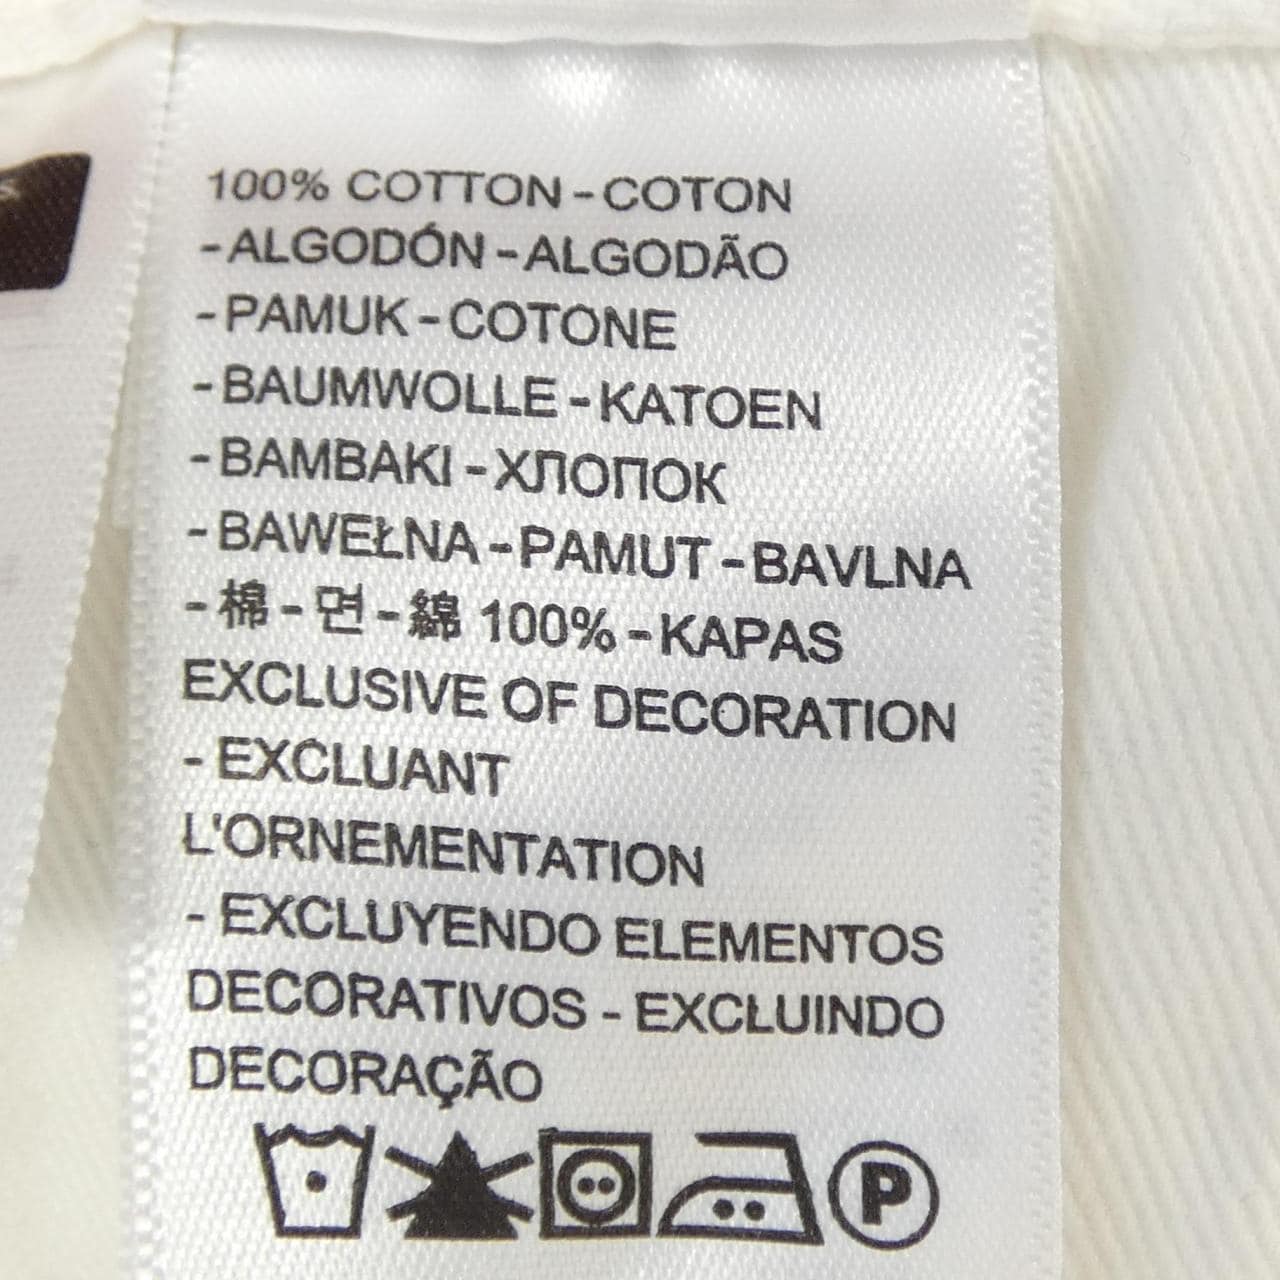 100% COTTON-COTON
-ALGODÓN-ALGODÃO
-PAMUK-COTONE
-BAUMWOLLE-KATOEN
-BAMBAKI-ХЛОПОК
-BAWEŁNA-PAMUT-BAVLNA
-棉-면-綿 100%-KAPAS
EXCLUSIVE OF DECORATION
- EXCLUANT
L'ORNEMENTATION
- EXCLUYENDO ELEMENTOS
DECORATIVOS - EXCLUINDO
DECORAÇÃO
P